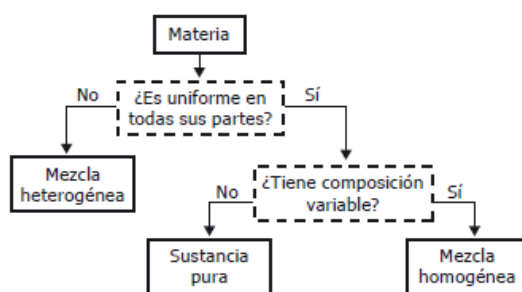 Materia
No
¿Es uniforme en
todas sus partes?
Sí
Mezcla
heterogénea
No
¿Tiene composición
variable?
Sí
Sustancia
pura
Mezcla
homogénea